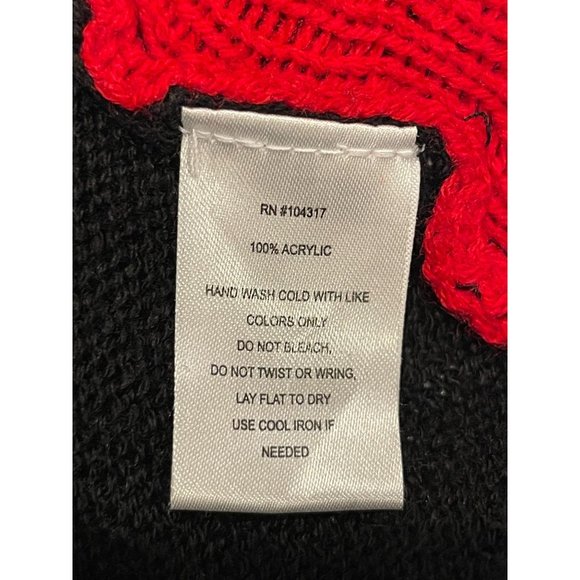 RN #104317
100% ACRYLIC
HAND WASH COLD WITH LIKE
COLORS ONLY
DO NOT BLEACH,
DO NOT TWIST OR WRING,
LAY FLAT TO DRY
USE COOL IRON IF
NEEDED